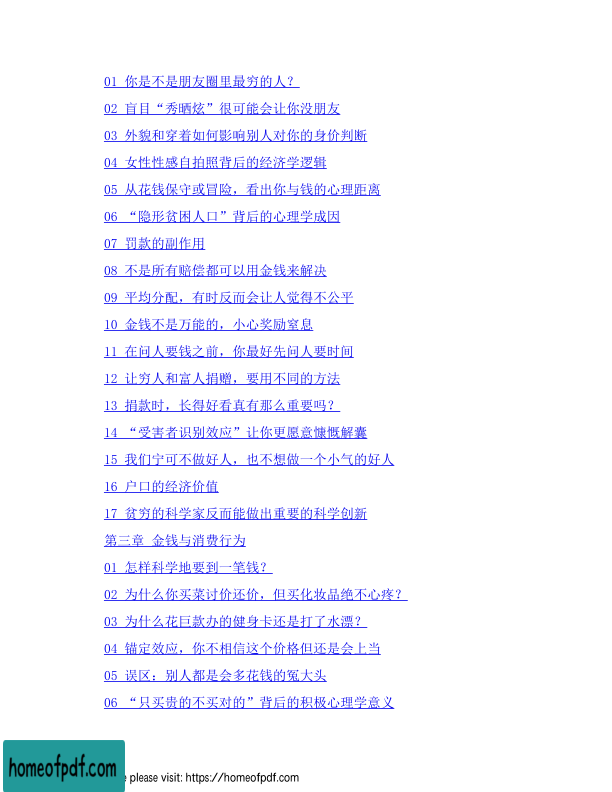 01 你是不是朋友圈里最穷的人？
02 盲目“秀晒炫”很可能会让你没朋友
03 外貌和穿着如何影响别人对你的身价判断
04 女性性感自拍照背后的经济学逻辑
05 从花钱保守或冒险，看出你与钱的心理距离
06 “隐形贫困人口”背后的心理学成因
07 罚款的副作用
08 不是所有赔偿都可以用金钱来解决
09 平均分配，有时反而会让人觉得不公平
10 金钱不是万能的，小心奖励窒息
11 在问人要钱之前，你最好先问人要时间
12 让穷人和富人捐赠，要用不同的方法
13 捐款时，长得好看真有那么重要吗？
14 “受害者识别效应”让你更愿意慷慨解囊
15 我们宁可不做好人，也不想做一个小气的好人
16 户口的经济价值
17 贫穷的科学家反而能做出重要的科学创新
第三章 金钱与消费行为
01 怎样科学地要到一笔钱？
02 为什么你买菜讨价还价，但买化妆品绝不心疼？
03 为什么花巨款办的健身卡还是打了水漂？
04 锚定效应，你不相信这个价格但还是会上当
05 误区：别人都是会多花钱的冤大头
06 “只买贵的不买对的”背后的积极心理学意义
homeofpdf.com
e please visit: https://homeofpdf.com